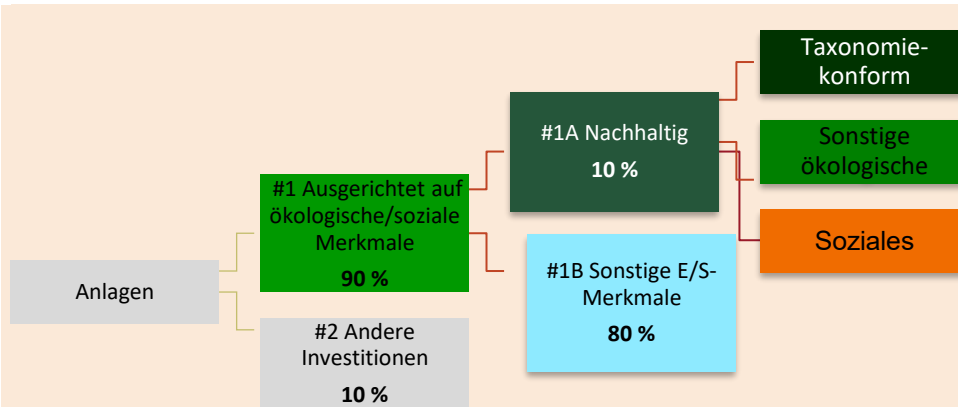 Anlagen
#1 Ausgerichtet auf
ökologische/soziale
Merkmale
90 %
#2 Andere
Investitionen
10 %
#1A Nachhaltig
10 %
#1B Sonstige E/S-
Merkmale
80 %
Taxonomie-
konform
Sonstige
ökologische
Soziales